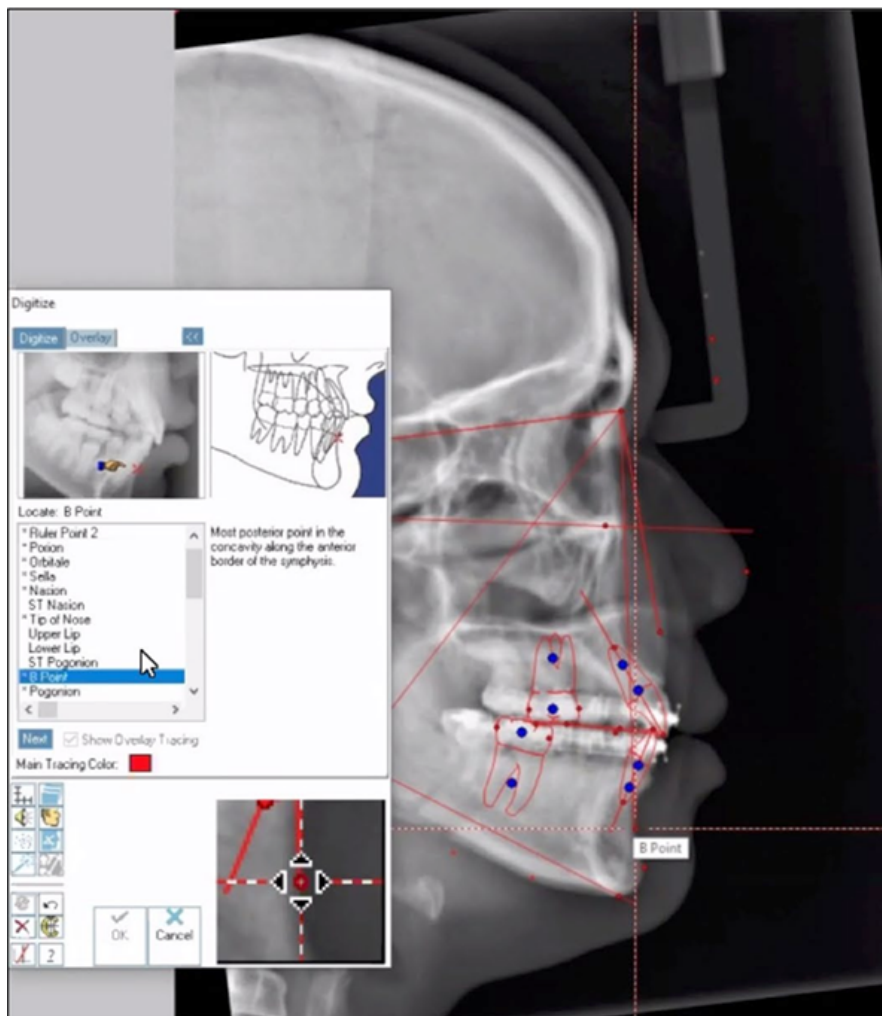 Digitize
Digitize Overlay <<
Locate: B Point
* Ruler Point 2
* Porion
* Orbitale
* Sella
* Nasion
ST Nasion
* Tip of Nose
Upper Lip
Lower Lip
ST Pogonion
* B Point
* Pogonion
Most posterior point in the
concavity along the anterior
border of the symphysis.
Next Show Overlay Tracing
Main Tracing Color:
OK Cancel
?
B Point